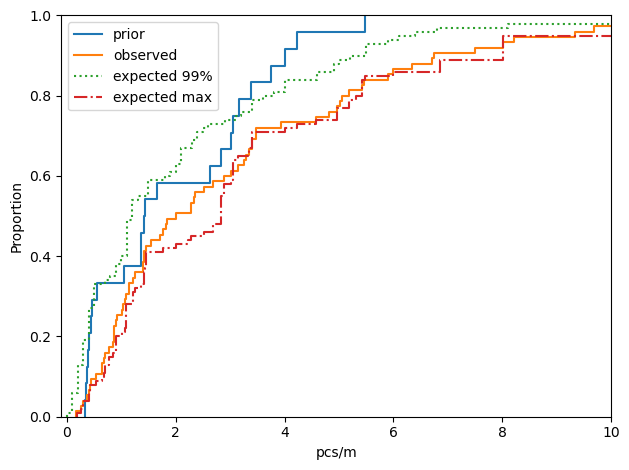 1.0
0.8
0.6
0.4
0.2
0.0
Proportion
prior
observed
expected 99%
expected max
0 2 4 6 8 10
pcs/m